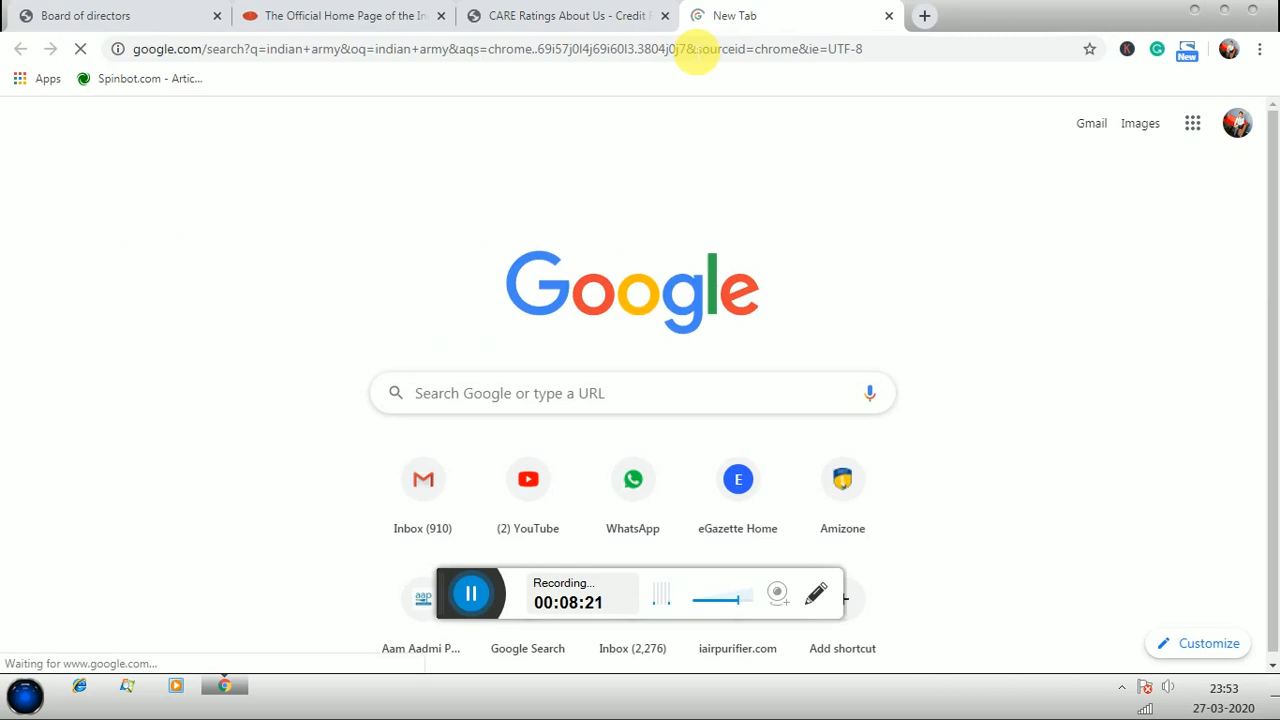 Board of directors
The Official Home Page of the In
CARE Ratings About Us - Credit F
New Tab
google.com/search?q=indian+army&oq=indian+army&aqs=chrome..69i57j0l4j69i60l3.3804j0j7&sourceid=chrome&ie=UTF-8
K
New
Apps
Spinbot.com - Artic...
Gmail
Images
Google
Search Google or type a URL
E
Inbox (910)
(2) YouTube
WhatsApp
eGazette Home
Amizone
Recording...
00:08:21
aap
Aam Aadmi P...
Google Search
Inbox (2,276)
iairpurifier.com
Add shortcut
Customize
Waiting for www.google.com...
23:53
27-03-2020